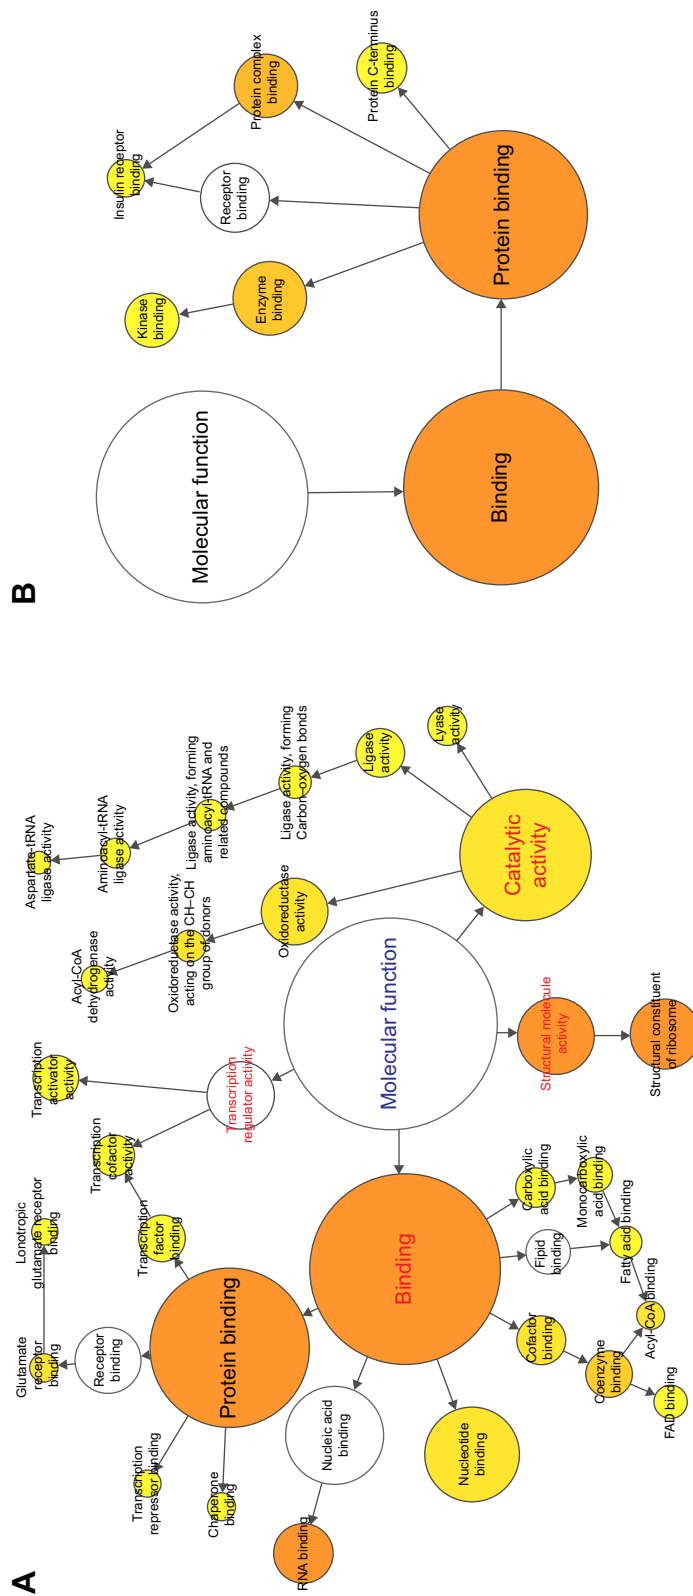 A
Aspartate–tRNA
ligase activity
Aminoacyl-tRNA
ligase activity
Ligase activity, forming
aminoacyl-tRNA and
related compounds
Ligase activity, forming
Carbon–oxygen bonds
Ligase
activity
Lyase
activity
Catalytic
activity
Acyl-CoA
dehydrogenase
activity
Oxidoreductase activity,
acting on the CH–CH
group of donors
Oxidoreductase
activity
Molecular function
Structural molecule
activity
Structural constituent
of ribosome
Transcription
activator
activity
Transcription
regulator activity
Transcription
cofactor
activity
Transcription
factor
binding
Lonotropic
glutamate receptor
binding
Glutamate
receptor
binding
Receptor
binding
Protein binding
Transcription
repressor binding
Chaperone
binding
Binding
Nucleic acid
binding
RNA binding
Nucleotide
binding
Cofactor
binding
Coenzyme
binding
FAD binding
Acyl-CoA binding
Fipid
binding
Fatty acid binding
Carboxylic
acid binding
Monocarboxylic
acid binding
B
Molecular function
Binding
Protein binding
Kinase
binding
Enzyme
binding
Insulin receptor
binding
Receptor
binding
Protein complex
binding
Protein C-terminus
binding